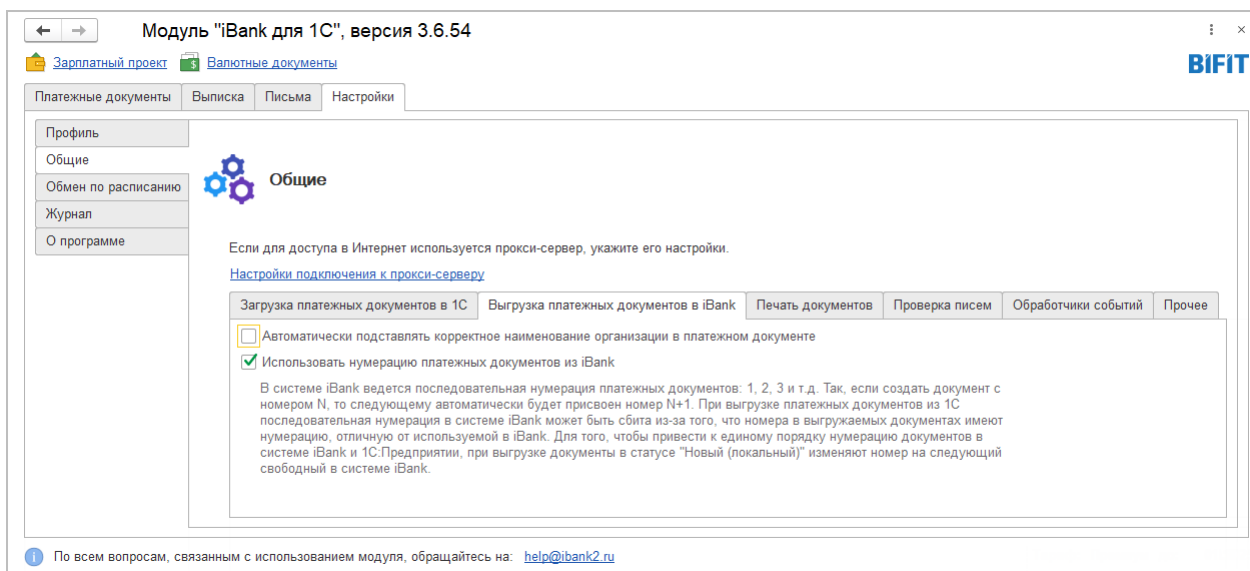 Модуль "iBank для 1С", версия 3.6.54
Зарплатный проект Валютные документы
BIFIT
Платежные документы Выписка Письма Настройки
Профиль
Общие
Обмен по расписанию
Журнал
О программе
Общие
Если для доступа в Интернет используется прокси-сервер, укажите его настройки.
Настройки подключения к прокси-серверу
Загрузка платежных документов в 1С Выгрузка платежных документов в iBank Печать документов Проверка писем Обработчики событий Прочее
Автоматически подставлять корректное наименование организации в платежном документе
Использовать нумерацию платежных документов из iBank
В системе iBank ведется последовательная нумерация платежных документов: 1, 2, 3 и т.д. Так, если создать документ с
номером N, то следующему автоматически будет присвоен номер N+1. При выгрузке платежных документов из 1С
последовательная нумерация в системе iBank может быть сбита из-за того, что номера в выгружаемых документах имеют
нумерацию, отличную от используемой в iBank. Для того, чтобы привести к единому порядку нумерацию документов в
системе iBank и 1С:Предприятии, при выгрузке документы в статусе "Новый (локальный)" изменяют номер на следующий
свободный в системе iBank.
По всем вопросам, связанным с использованием модуля, обращайтесь на: help@ibank2.ru